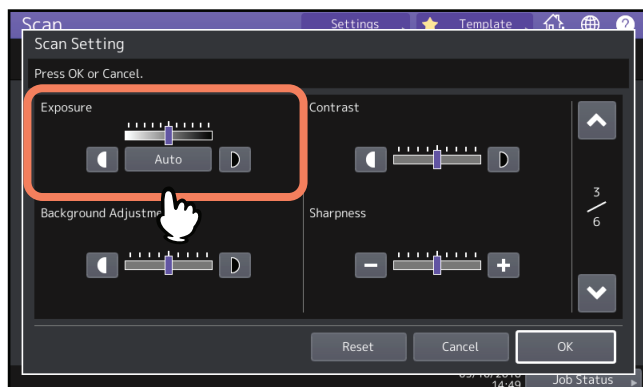 Scan
Settings
Template
?
Scan Setting
Press OK or Cancel.
Exposure
Auto
Contrast
Background Adjustme
Sharpness
3
6
Reset
Cancel
OK
14:49
Job Status